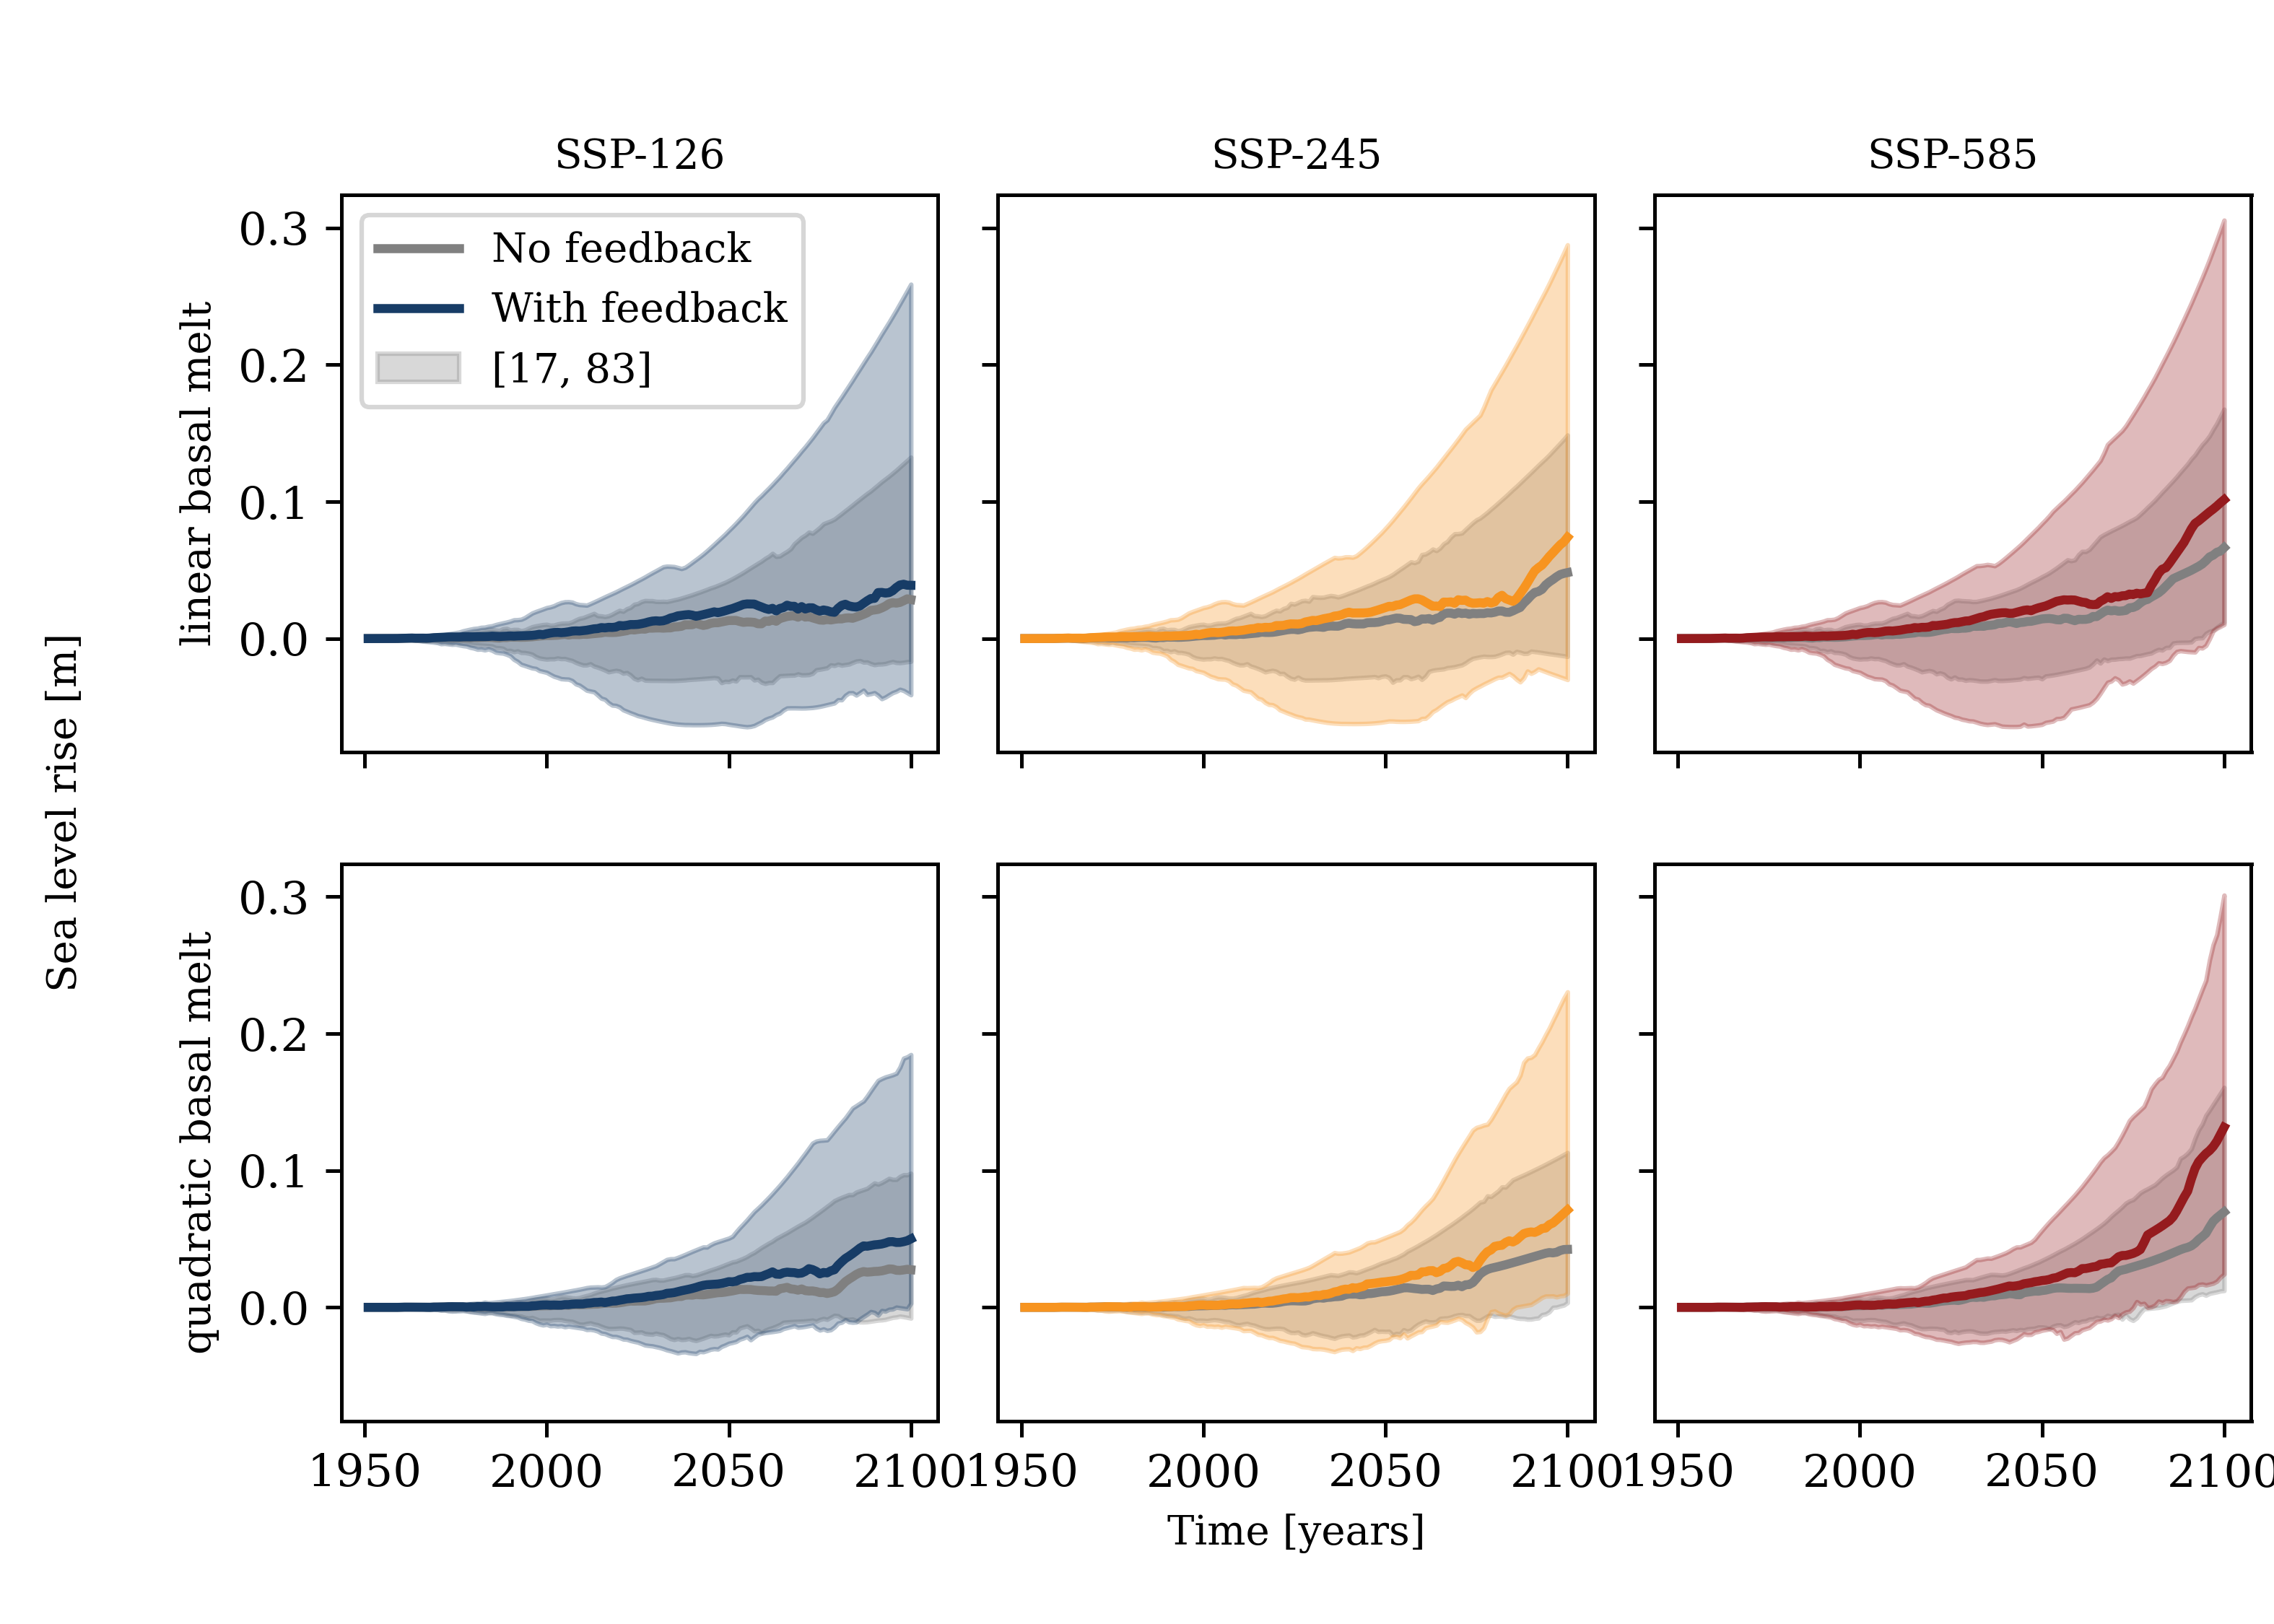 SSP-126
SSP-245
SSP-585
No feedback
With feedback
[17, 83]
0.3
0.2
0.1
0.0
linear basal melt
Sea level rise [m]
0.3
0.2
0.1
0.0
quadratic basal melt
1950 2000 2050 2100
1950 2000 2050 2100
1950 2000 2050 2100
Time [years]